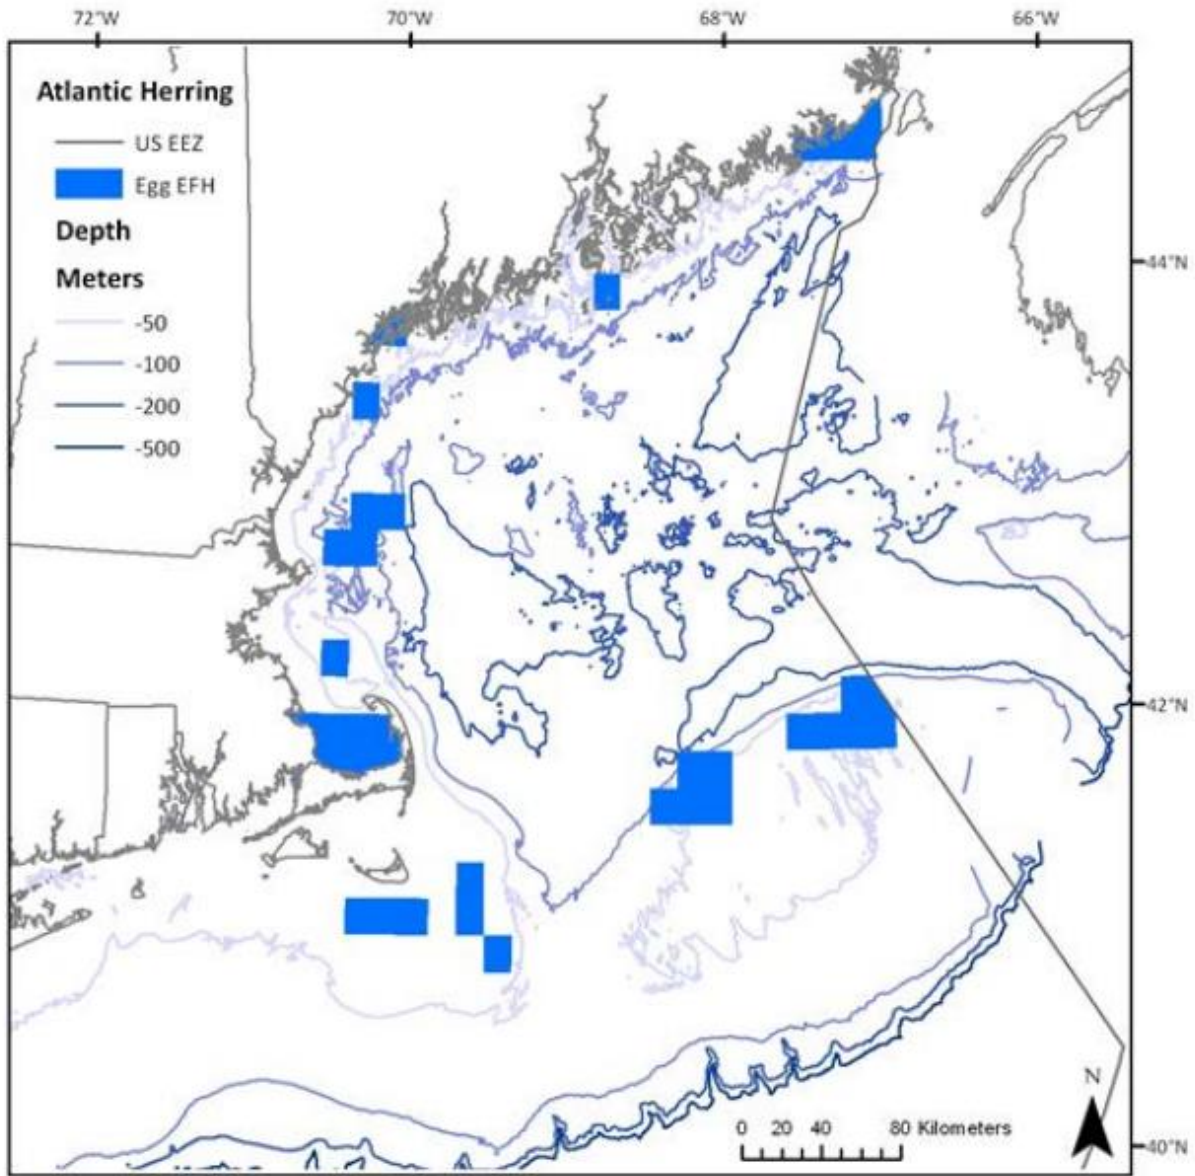 72°W 70°W 68°W 66°W
Atlantic Herring
US EEZ
Egg EFH
Depth
Meters
-50
-100
-200
-500
44°N
42°N
N
0 20 40 80 Kilometers
40°N